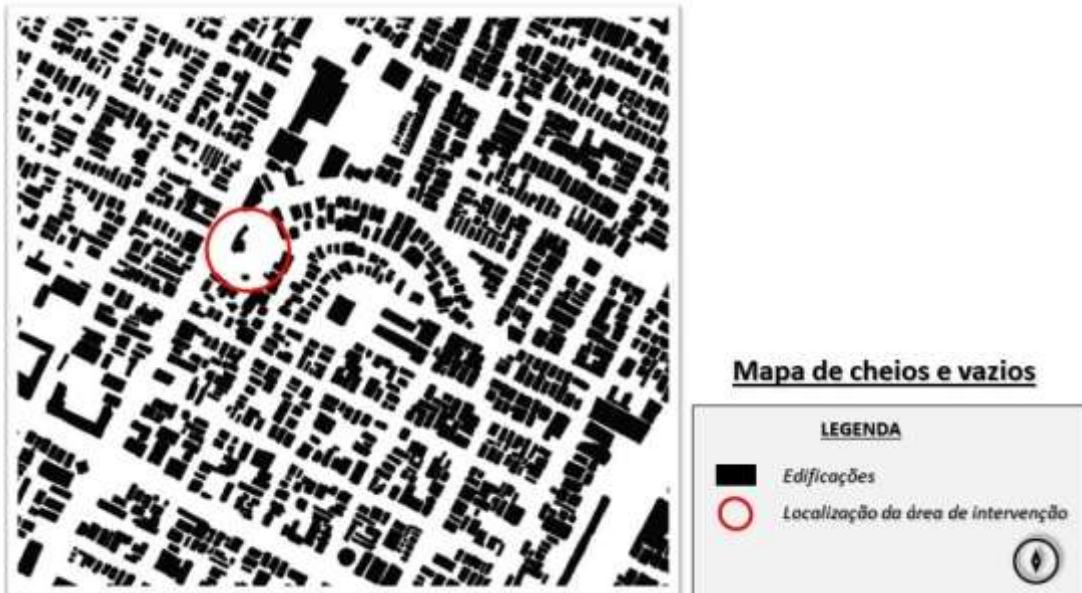 Mapa de cheios e vazios
LEGENDA
Edificações
Localização da área de intervenção